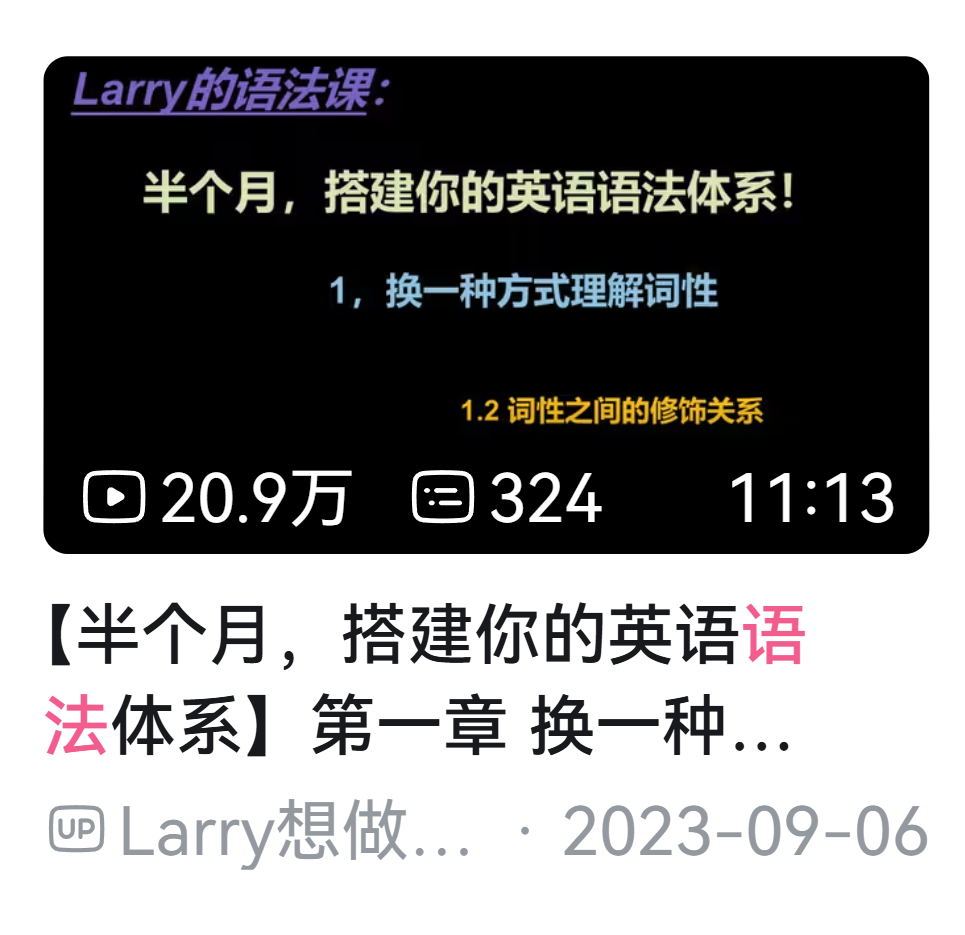 Larry的语法课：
半个月，搭建你的英语语法体系！
1，换一种方式理解词性
1.2 词性之间的修饰关系
20.9万 324 11:13
【半个月，搭建你的英语语
法体系】第一章 换一种...
UP Larry想做... · 2023-09-06